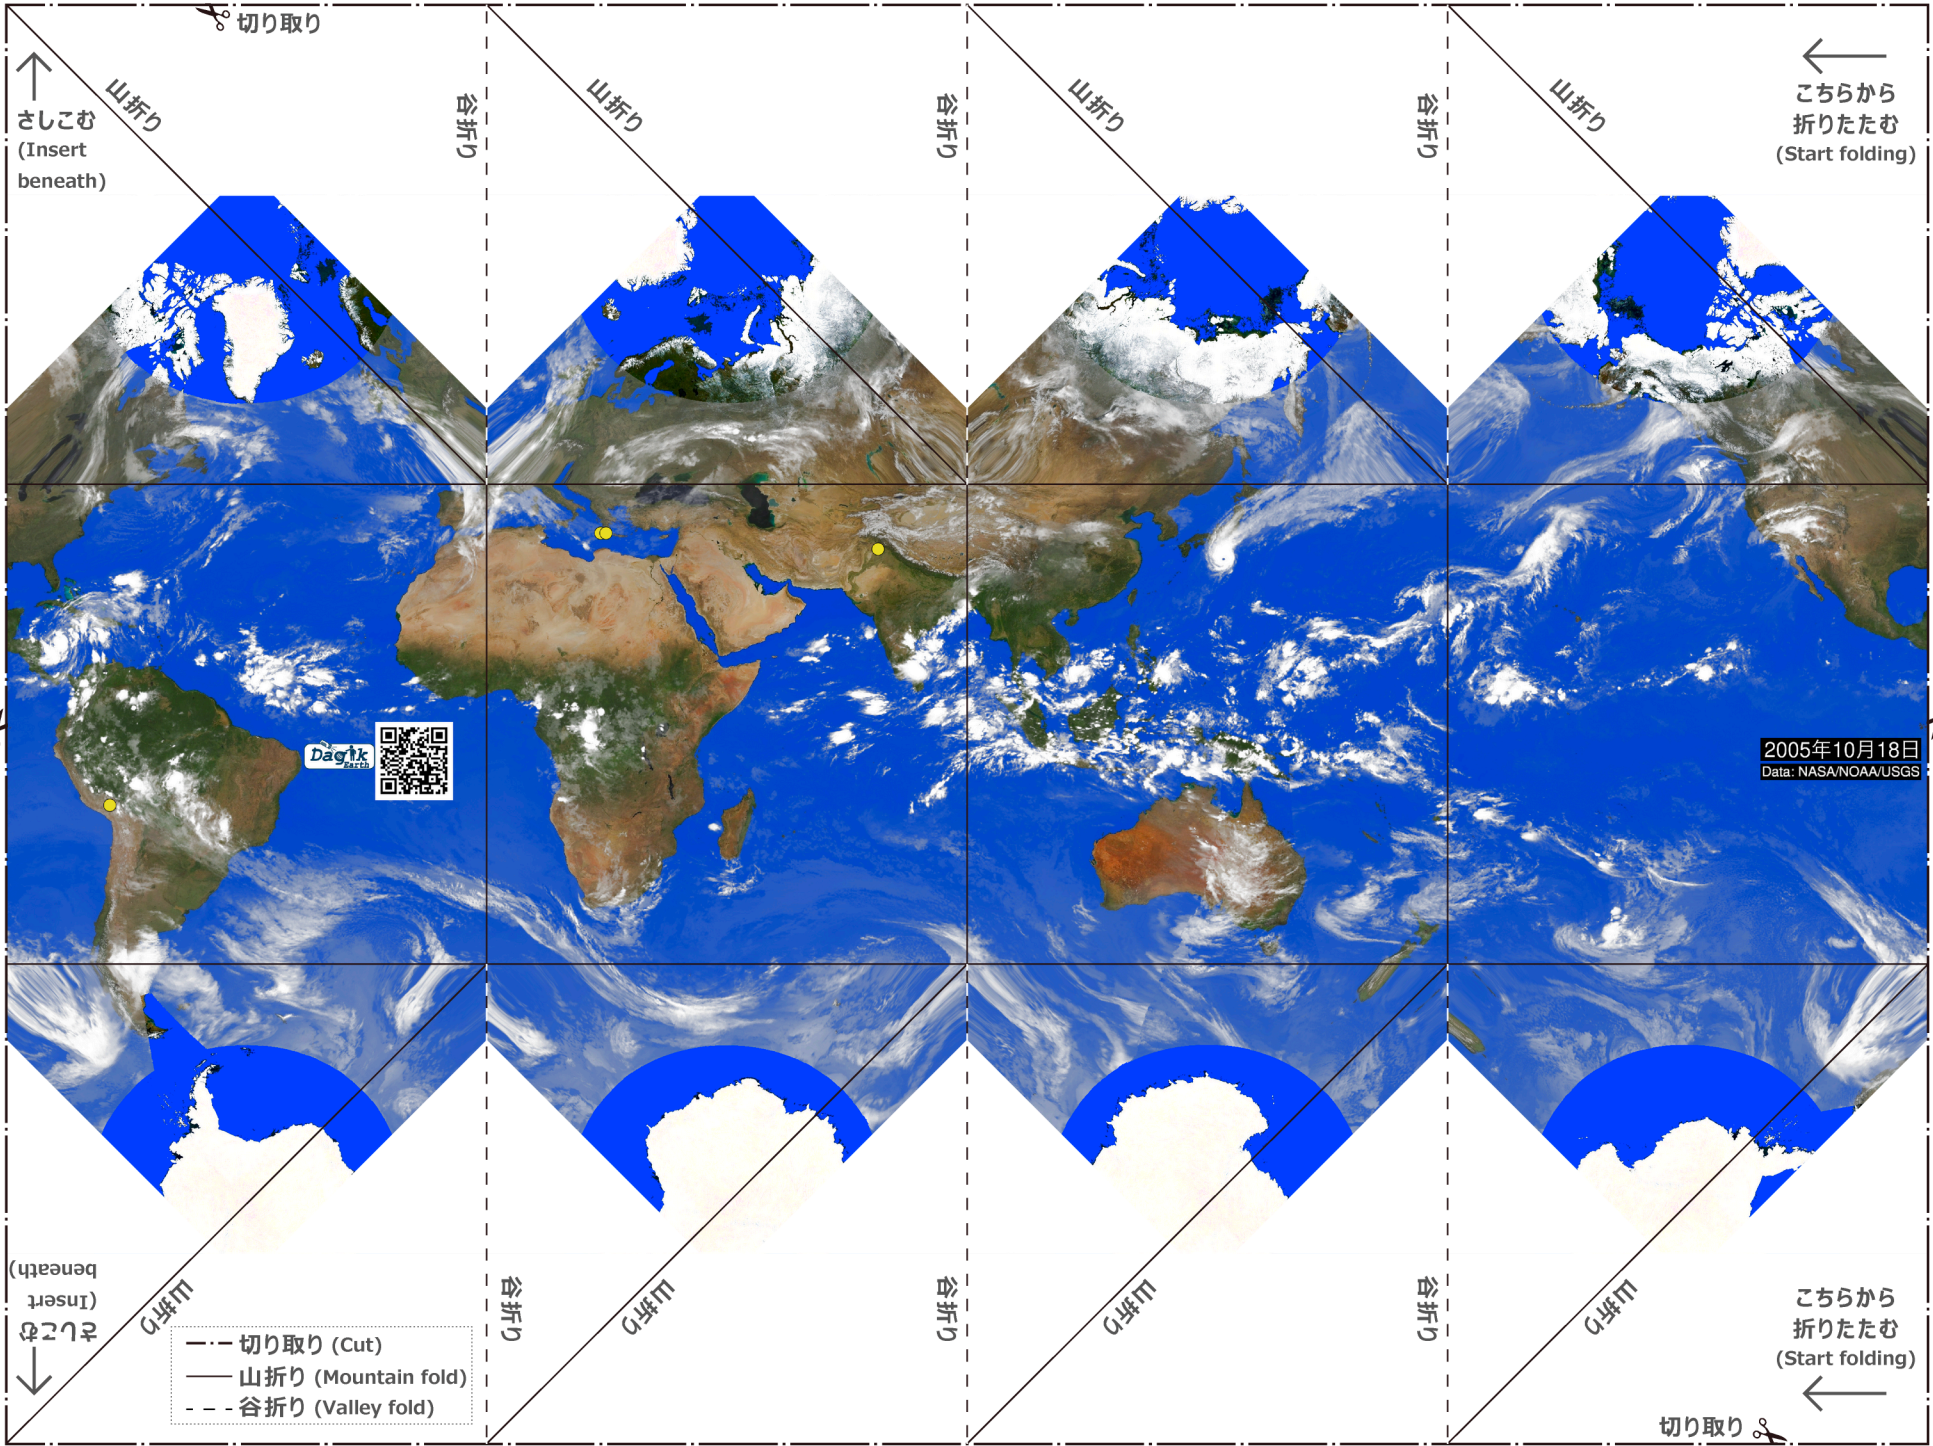 切り取り
さしこむ
(Insert
beneath)
山折り
谷折り
山折り
谷折り
山折り
谷折り
山折り
こちらから
折りたたむ
(Start folding)
Dagik
Earth
2005年10月18日
Data: NASA/NOAA/USGS
さしこむ
(Insert
beneath)
山折り
谷折り
山折り
谷折り
山折り
谷折り
山折り
切り取り (Cut)
山折り (Mountain fold)
谷折り (Valley fold)
こちらから
折りたたむ
(Start folding)
切り取り